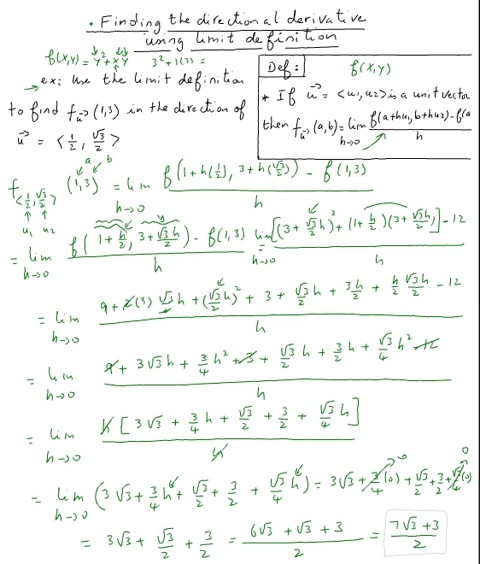 • Finding the directional derivative
using limit definition
f(x,y) = y² + xy   3² + 1(3) =
→ ex: Use the limit definition
to find f_u⃗ (1,3) in the direction of
u⃗ = < 1/2, √3/2 >
Def:   f(x,y)
* If u⃗ = <u1, u2> is a unit vector
then f_u⃗ (a,b) = lim h→0 f(a+hu1, b+hu2) - f(a / h
a   b
f_<1/2, √3/2> (1,3) = lim h→0 [f(1+h(1/2), 3+h(√3/2)) - f(1,3)] / h
u1   u2
= lim h→0 [f(1+h/2, 3+√3/2 h) - f(1,3)] / h = lim h→0 [(3+√3/2 h)² + (1+h/2)(3+√3/2 h)] - 12 / h
= lim h→0 [9 + 2(3) √3/2 h + (√3/2 h)² + 3 + √3/2 h + 3h/2 + h/2 √3/2 h - 12] / h
= lim h→0 [9 + 3√3 h + 3/4 h² + 3 + √3/2 h + 3/2 h + √3/4 h² - 12] / h
= lim h→0 h [3√3 + 3/4 h + √3/2 + 3/2 + √3/4 h] / h
= lim h→0 (3√3 + 3/4 h + √3/2 + 3/2 + √3/4 h) = 3√3 + 3/4 (0) + √3/2 + 3/2 + √3/4 (0)
= 3√3 + √3/2 + 3/2 = (6√3 + √3 + 3)/2 = (7√3 + 3)/2